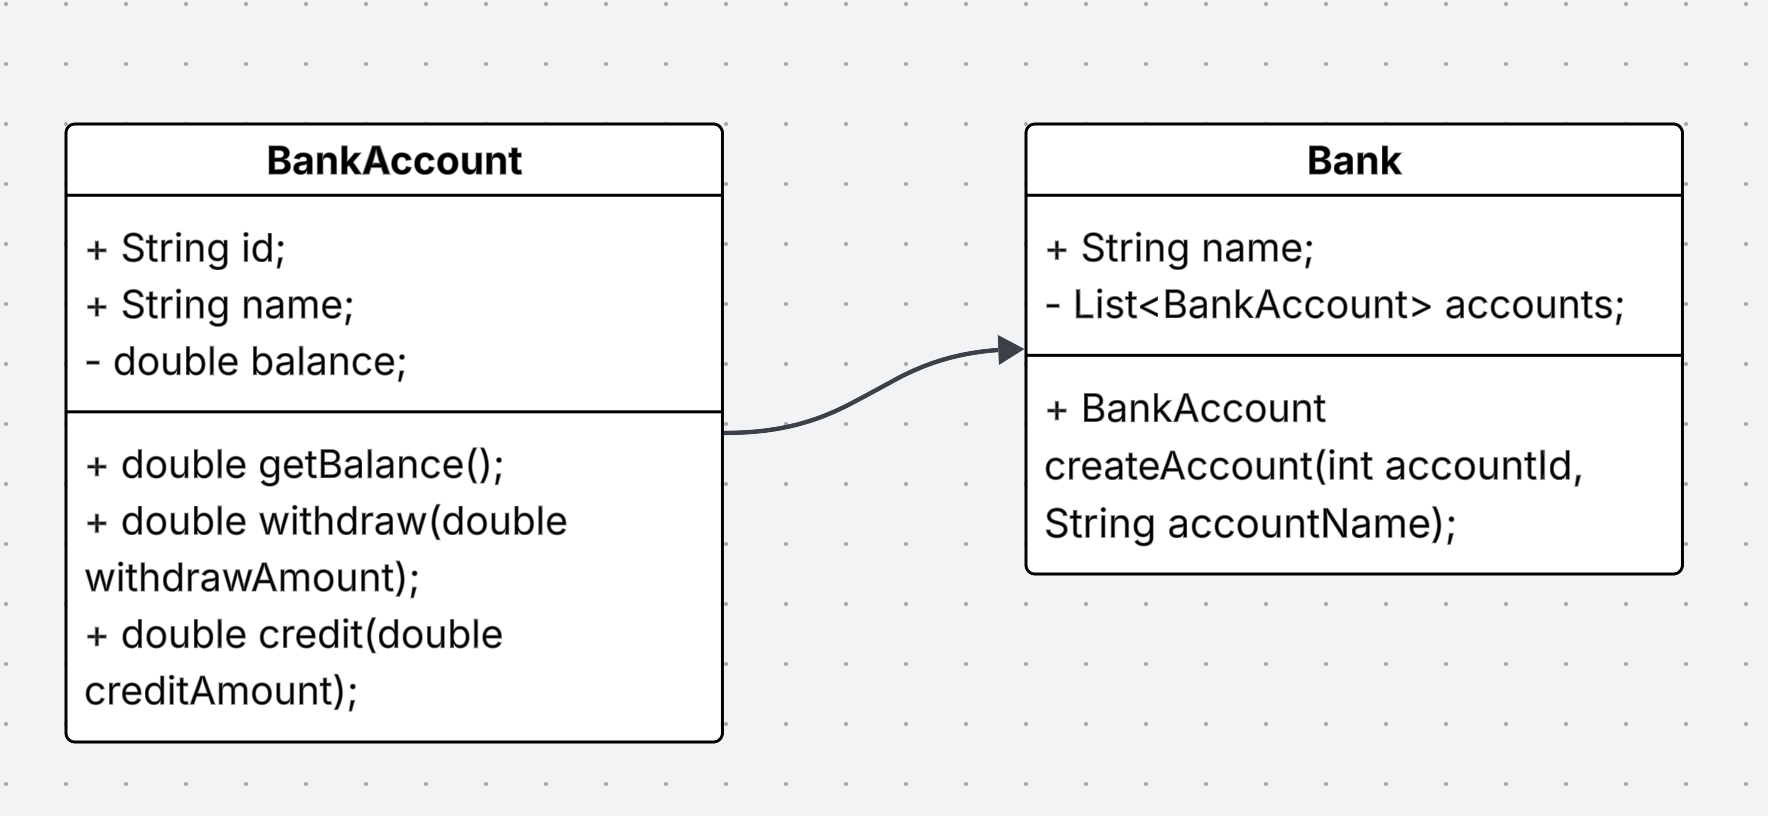 BankAccount
+ String id;
+ String name;
- double balance;
+ double getBalance();
+ double withdraw(double
withdrawAmount);
+ double credit(double
creditAmount);
Bank
+ String name;
- List<BankAccount> accounts;
+ BankAccount
createAccount(int accountId,
String accountName);